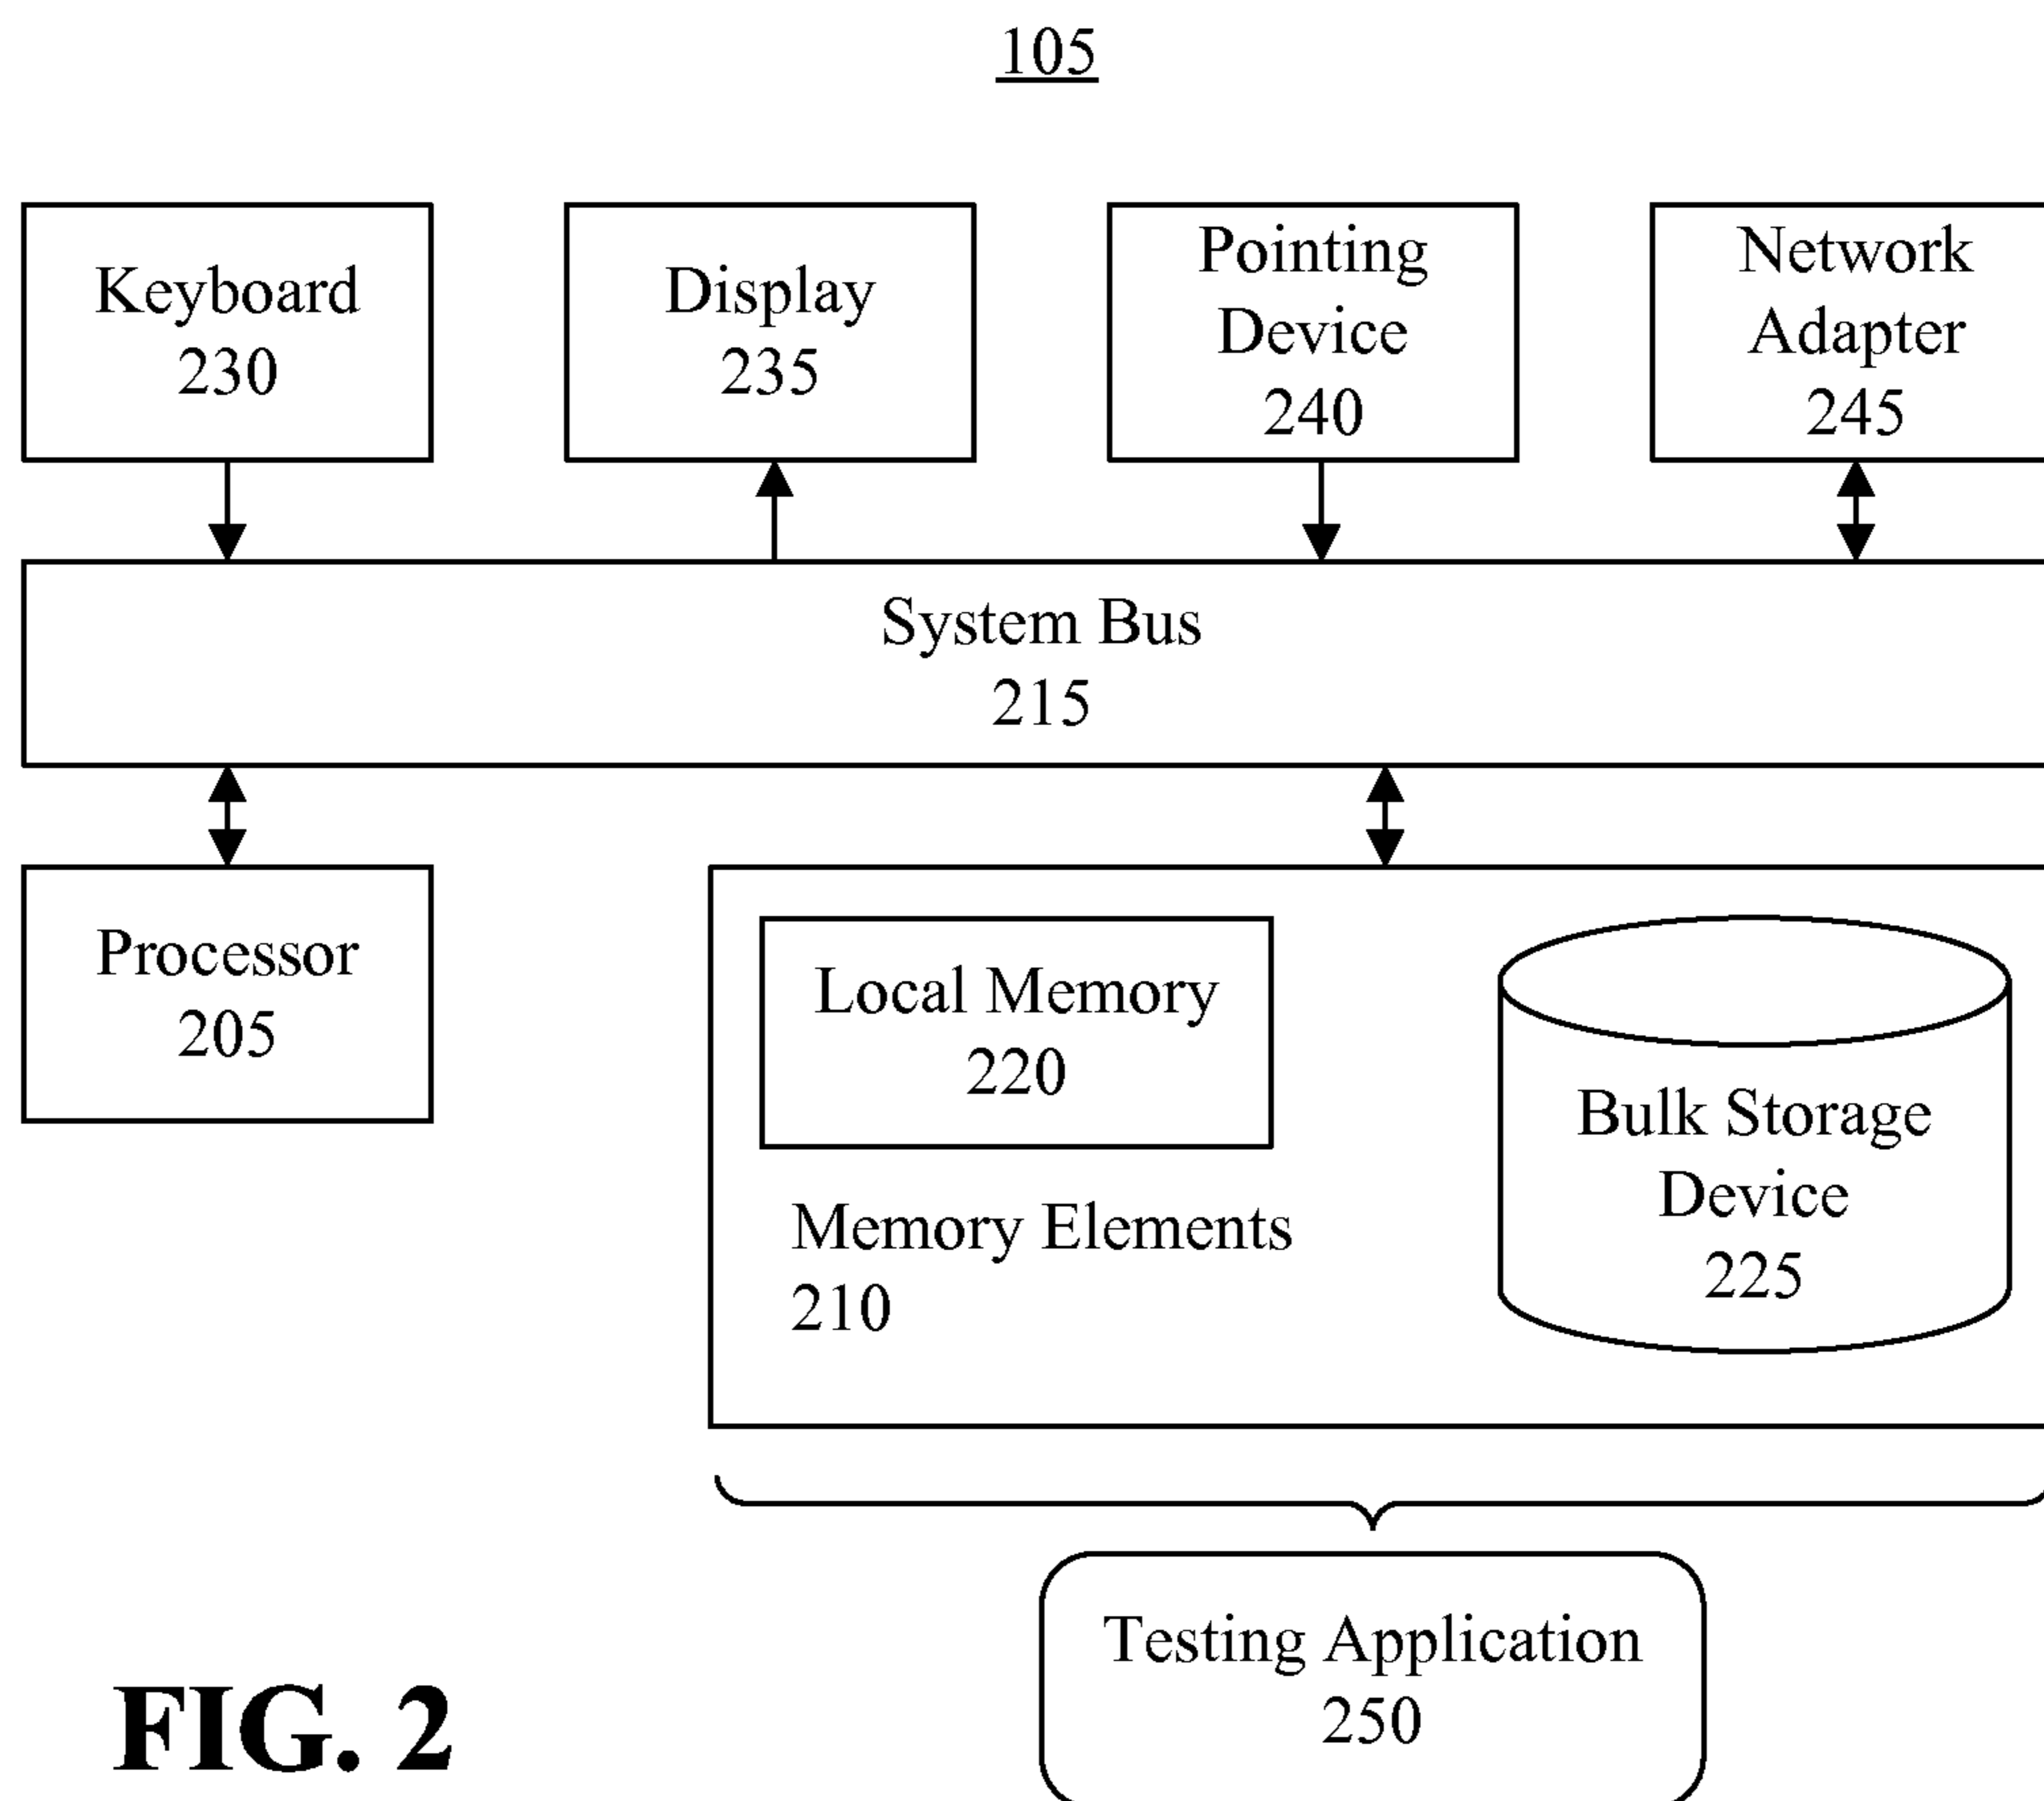 105
Keyboard
230
Display
235
Pointing
Device
240
Network
Adapter
245
System Bus
215
Processor
205
Local Memory
220
Memory Elements
210
Bulk Storage
Device
225
Testing Application
250
FIG. 2